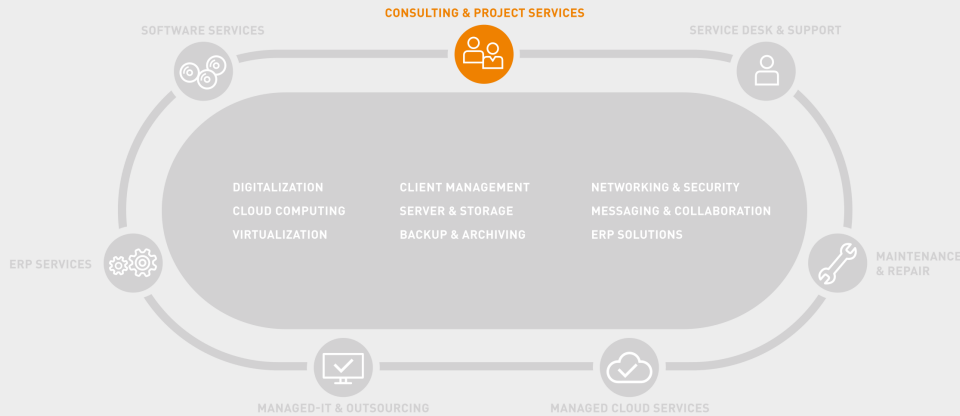 CONSULTING & PROJECT SERVICES
SOFTWARE SERVICES
SERVICE DESK & SUPPORT
DIGITALIZATION
CLOUD COMPUTING
VIRTUALIZATION
CLIENT MANAGEMENT
SERVER & STORAGE
BACKUP & ARCHIVING
NETWORKING & SECURITY
MESSAGING & COLLABORATION
ERP SOLUTIONS
ERP SERVICES
MAINTENANCE
& REPAIR
MANAGED-IT & OUTSOURCING
MANAGED CLOUD SERVICES